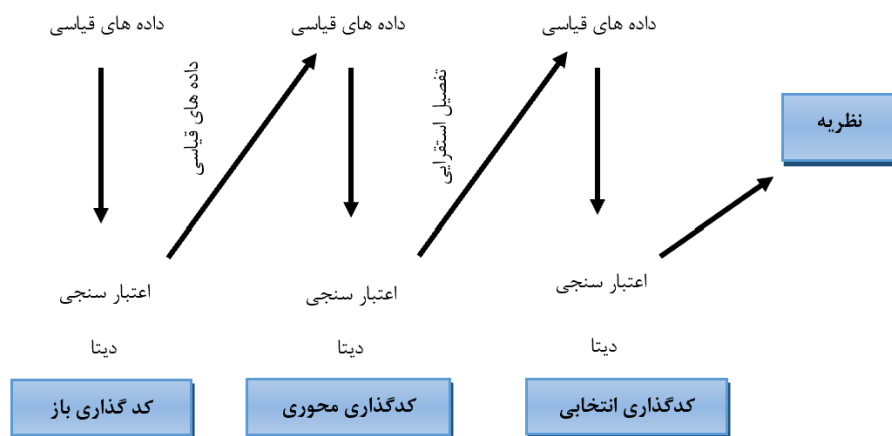 داده های قیاسی
داده های قیاسی
داده های قیاسی
داده های قیاسی
تفصیل استقرایی
نظریه
اعتبار سنجی
اعتبار سنجی
اعتبار سنجی
دیتا
دیتا
دیتا
کدگذاری انتخابی
کدگذاری محوری
کد گذاری باز